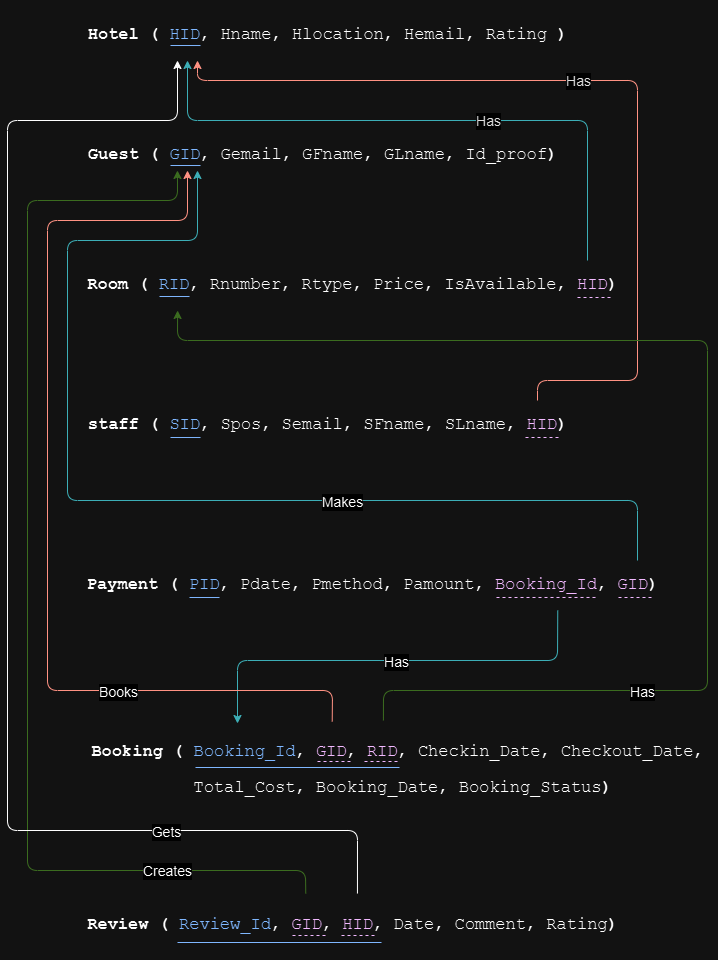 Hotel ( HID, Hname, Hlocation, Hemail, Rating )
Has
Has
Guest ( GID, Gemail, GFname, GLname, Id_proof)
Room ( RID, Rnumber, Rtype, Price, IsAvailable, HID)
staff ( SID, Spos, Semail, SFname, SLname, HID)
Makes
Payment ( PID, Pdate, Pmethod, Pamount, Booking_Id, GID)
Has
Books Has
Booking ( Booking_Id, GID, RID, Checkin_Date, Checkout_Date,
Total_Cost, Booking_Date, Booking_Status)
Gets
Creates
Review ( Review_Id, GID, HID, Date, Comment, Rating)